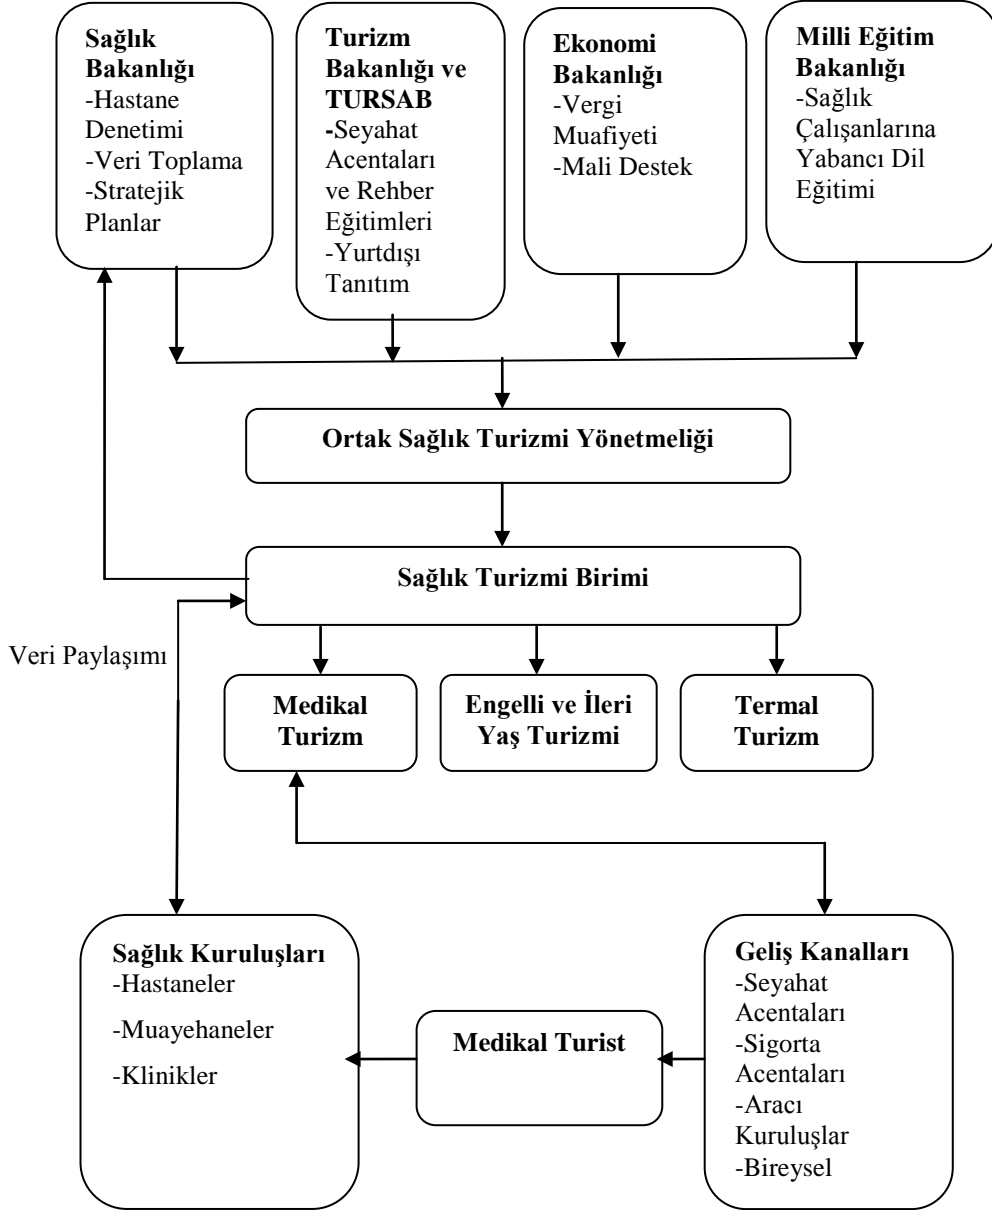 Sağlık
Bakanlığı
-Hastane
Denetimi
-Veri Toplama
-Stratejik
Planlar
Turizm
Bakanlığı ve
TURSAB
-Seyahat
Acentaları
ve Rehber
Eğitimleri
-Yurtdışı
Tanıtım
Ekonomi
Bakanlığı
-Vergi
Muafiyeti
-Mali Destek
Milli Eğitim
Bakanlığı
-Sağlık
Çalışanlarına
Yabancı Dil
Eğitimi
Ortak Sağlık Turizmi Yönetmeliği
Sağlık Turizmi Birimi
Veri Paylaşımı
Medikal
Turizm
Engelli ve İleri
Yaş Turizmi
Termal
Turizm
Sağlık Kuruluşları
-Hastaneler
-Muayehaneler
-Klinikler
Medikal Turist
Geliş Kanalları
-Seyahat
Acentaları
-Sigorta
Acentaları
-Aracı
Kuruluşlar
-Bireysel